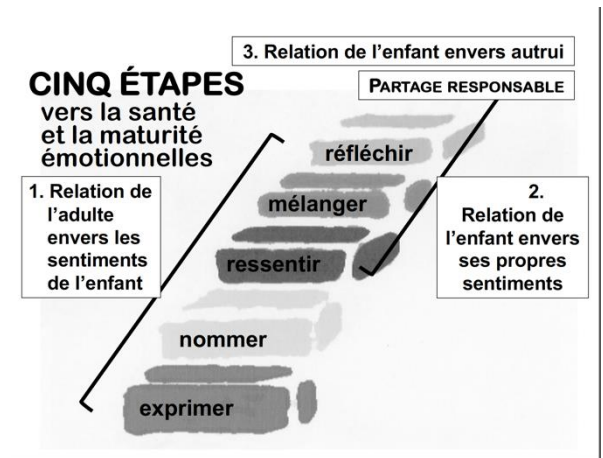 3. Relation de l’enfant envers autrui
CINQ ÉTAPES
vers la santé
et la maturité
émotionnelles
PARTAGE RESPONSABLE
réfléchir
mélanger
ressentir
nommer
exprimer
1. Relation de
l’adulte
envers les
sentiments
de l’enfant
2.
Relation de
l’enfant envers
ses propres
sentiments